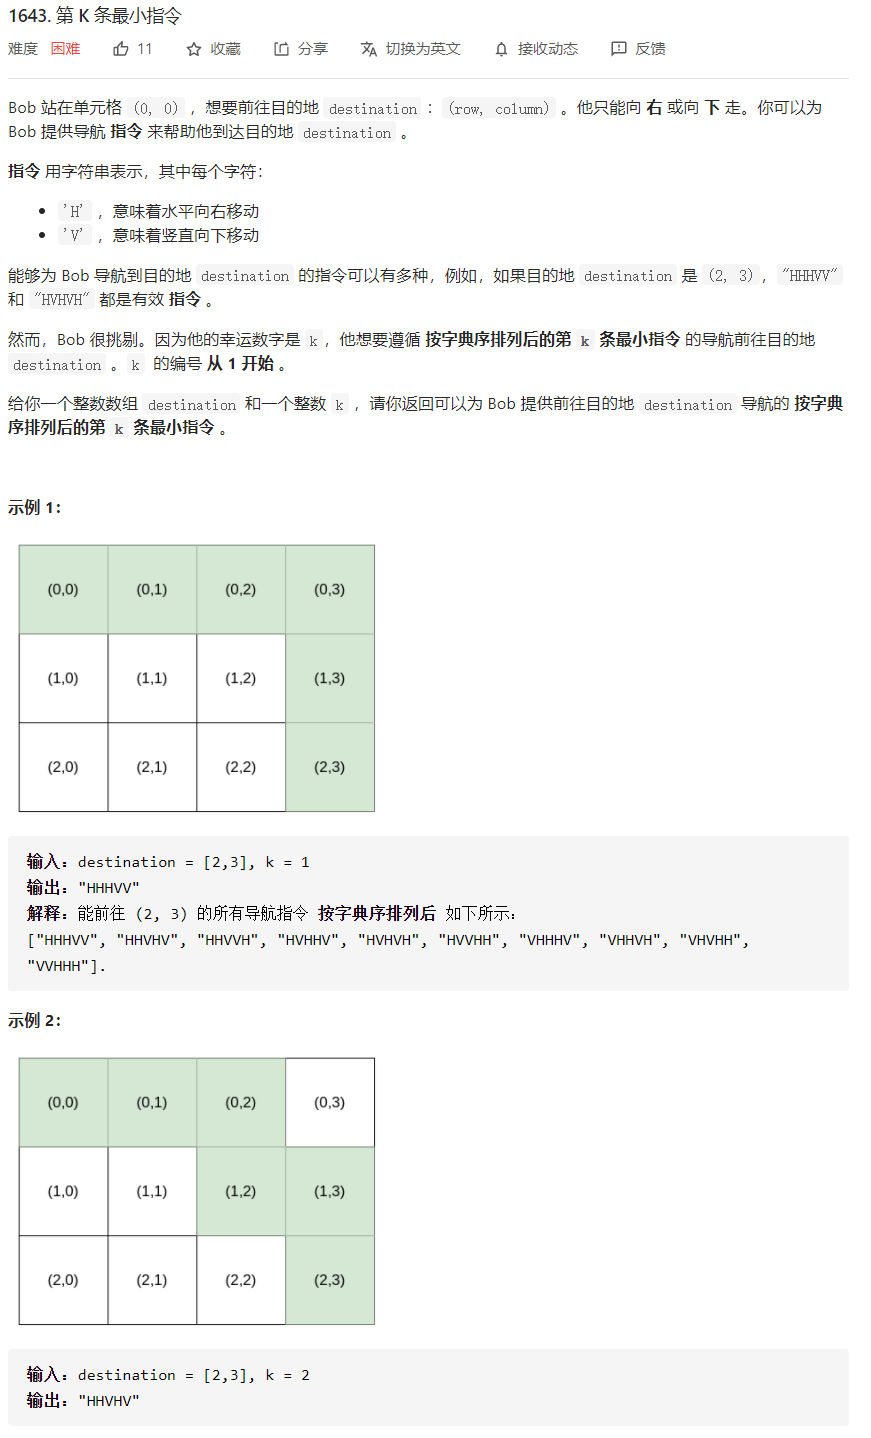 1643. 第 K 条最小指令
难度 困难 11 收藏 分享 切换为英文 接收动态 反馈
Bob 站在单元格 (0, 0) ，想要前往目的地 destination ：(row, column) 。他只能向 右 或向 下 走。你可以为
Bob 提供导航 指令 来帮助他到达目的地 destination 。
指令 用字符串表示，其中每个字符：
• 'H' ，意味着水平向右移动
• 'V' ，意味着竖直向下移动
能够为 Bob 导航到目的地 destination 的指令可以有多种，例如，如果目的地 destination 是 (2, 3)，"HHHVV"
和 "HVHVH" 都是有效 指令 。
然而，Bob 很挑剔。因为他的幸运数字是 k，他想要遵循 按字典序排列后的第 k 条最小指令 的导航前往目的地
destination 。k 的编号 从 1 开始 。
给你一个整数数组 destination 和一个整数 k ，请你返回可以为 Bob 提供前往目的地 destination 导航的 按字典
序排列后的第 k 条最小指令 。
示例 1：
(0,0) (0,1) (0,2) (0,3)
(1,0) (1,1) (1,2) (1,3)
(2,0) (2,1) (2,2) (2,3)
输入：destination = [2,3], k = 1
输出："HHHVV"
解释：能前往 (2, 3) 的所有导航指令 按字典序排列后 如下所示：
["HHHVV", "HHVHV", "HHVVH", "HVHHV", "HVHVH", "HVVHH", "VHHHV", "VHHVH", "VHVHH",
"VVHHH"].
示例 2：
(0,0) (0,1) (0,2) (0,3)
(1,0) (1,1) (1,2) (1,3)
(2,0) (2,1) (2,2) (2,3)
输入：destination = [2,3], k = 2
输出："HHVHV"